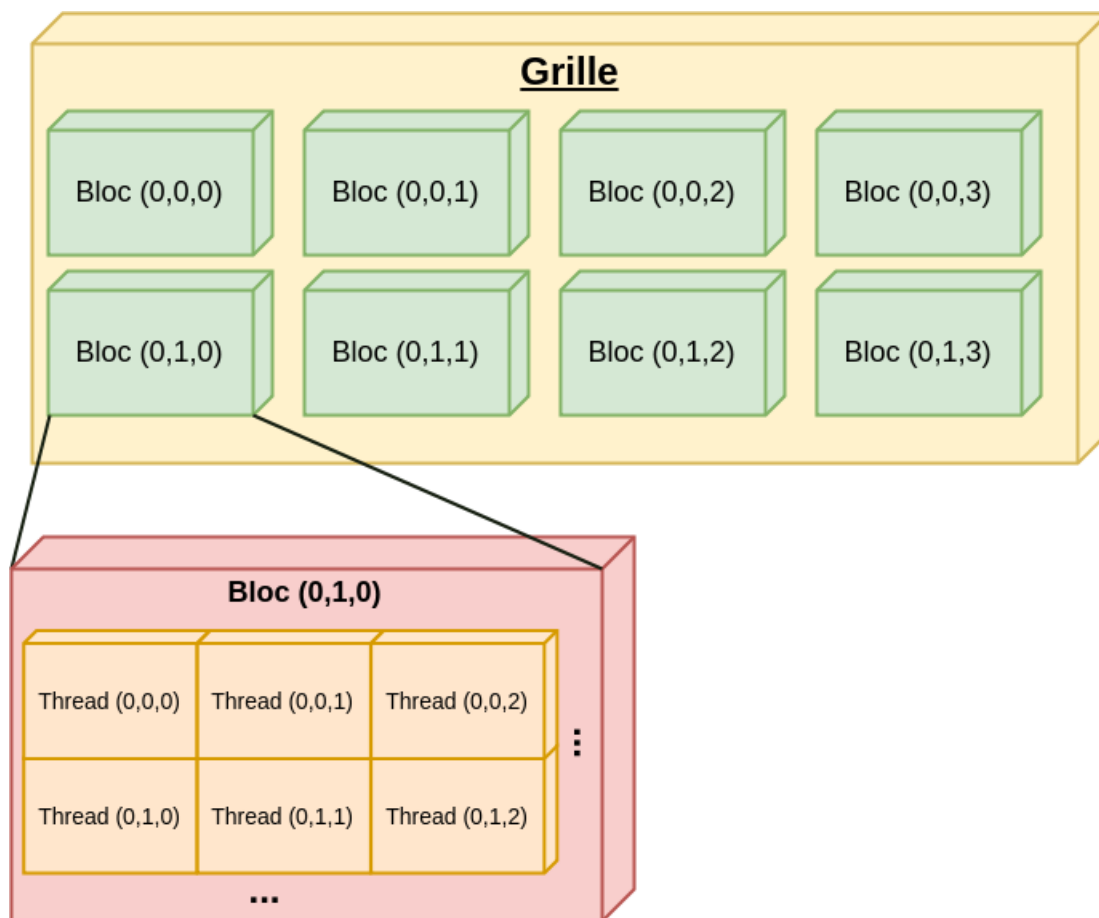 Grille
Bloc (0,0,0)
Bloc (0,0,1)
Bloc (0,0,2)
Bloc (0,0,3)
Bloc (0,1,0)
Bloc (0,1,1)
Bloc (0,1,2)
Bloc (0,1,3)
Bloc (0,1,0)
Thread (0,0,0)
Thread (0,0,1)
Thread (0,0,2)
...
Thread (0,1,0)
Thread (0,1,1)
Thread (0,1,2)
...